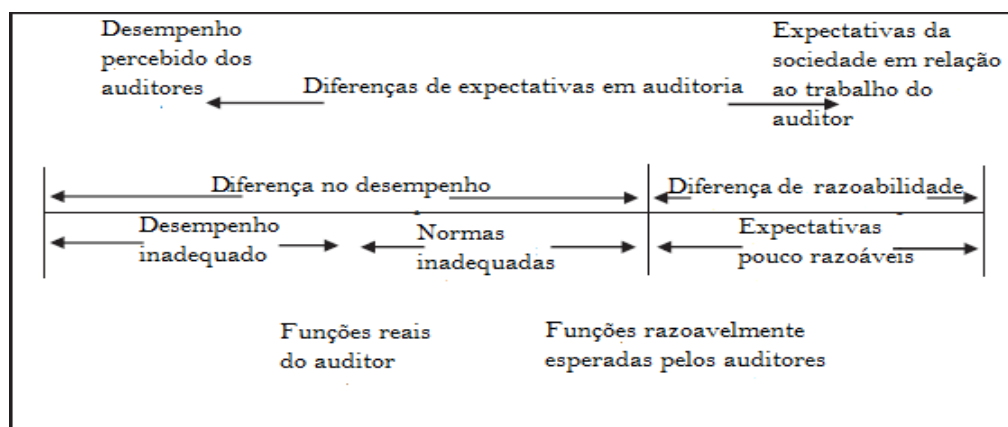 Desempenho
percebido dos
auditores
Diferenças de expectativas em auditoria
Expectativas da
sociedade em relação
ao trabalho do
auditor
Diferença no desempenho
Diferença de razoabilidade
Desempenho
inadequado
Normas
inadequadas
Expectativas
pouco razoáveis
Funções reais
do auditor
Funções razoavelmente
esperadas pelos auditores